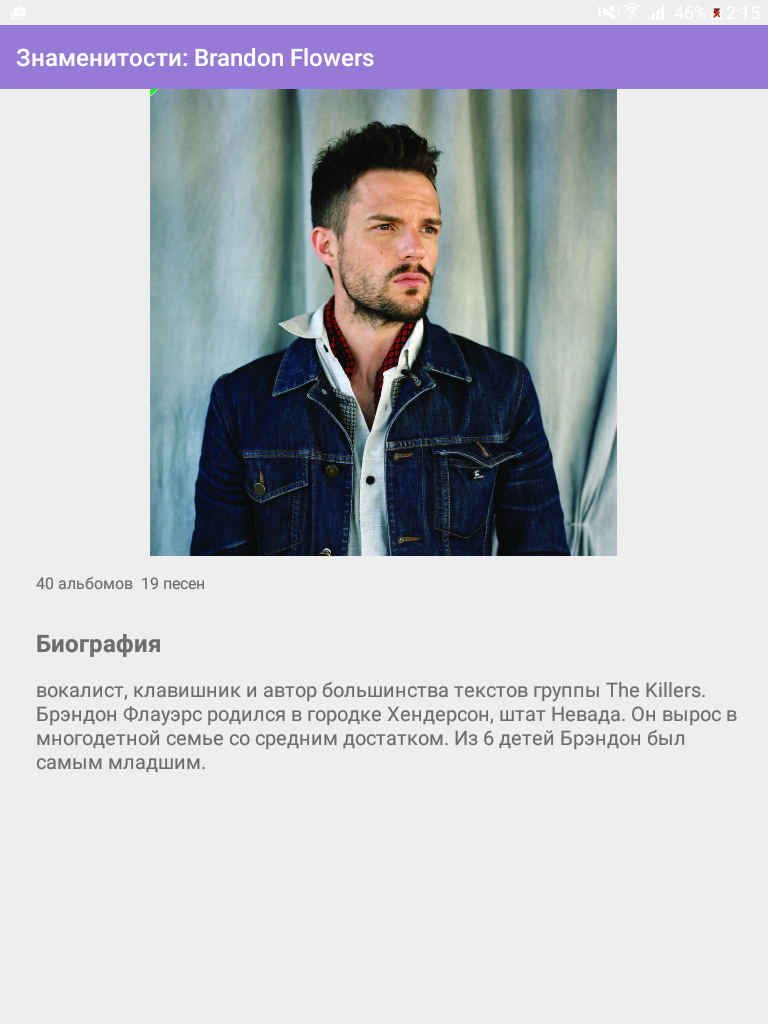 46% 2:15
Знаменитости: Brandon Flowers
40 альбомов 19 песен
Биография
вокалист, клавишник и автор большинства текстов группы The Killers.
Брэндон Флауэрс родился в городке Хендерсон, штат Невада. Он вырос в
многодетной семье со средним достатком. Из 6 детей Брэндон был
самым младшим.